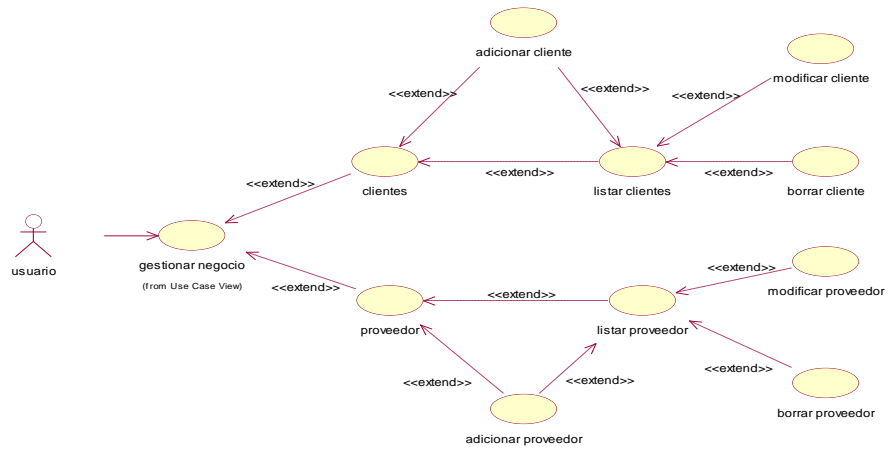 adicionar cliente
modificar cliente
<<extend>>
<<extend>>
<<extend>>
clientes
<<extend>>
listar clientes
<<extend>>
borrar cliente
<<extend>>
usuario
gestionar negocio
(from Use Case View)
<<extend>>
proveedor
<<extend>>
listar proveedor
<<extend>>
modificar proveedor
<<extend>>
<<extend>>
<<extend>>
adicionar proveedor
borrar proveedor